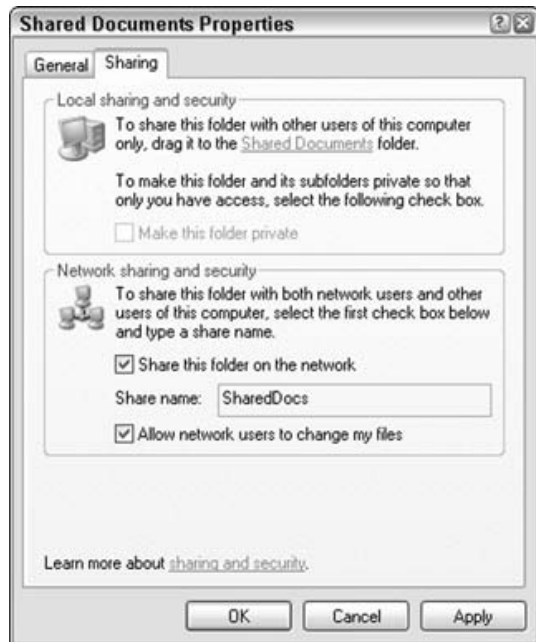 Shared Documents Properties
General
Sharing
Local sharing and security
To share this folder with other users of this computer
only, drag it to the Shared Documents folder.
To make this folder and its subfolders private so that
only you have access, select the following check box.
Make this folder private
Network sharing and security
To share this folder with both network users and other
users of this computer, select the first check box below
and type a share name.
Share this folder on the network
Share name: SharedDocs
Allow network users to change my files
Learn more about sharing and security.
OK Cancel Apply